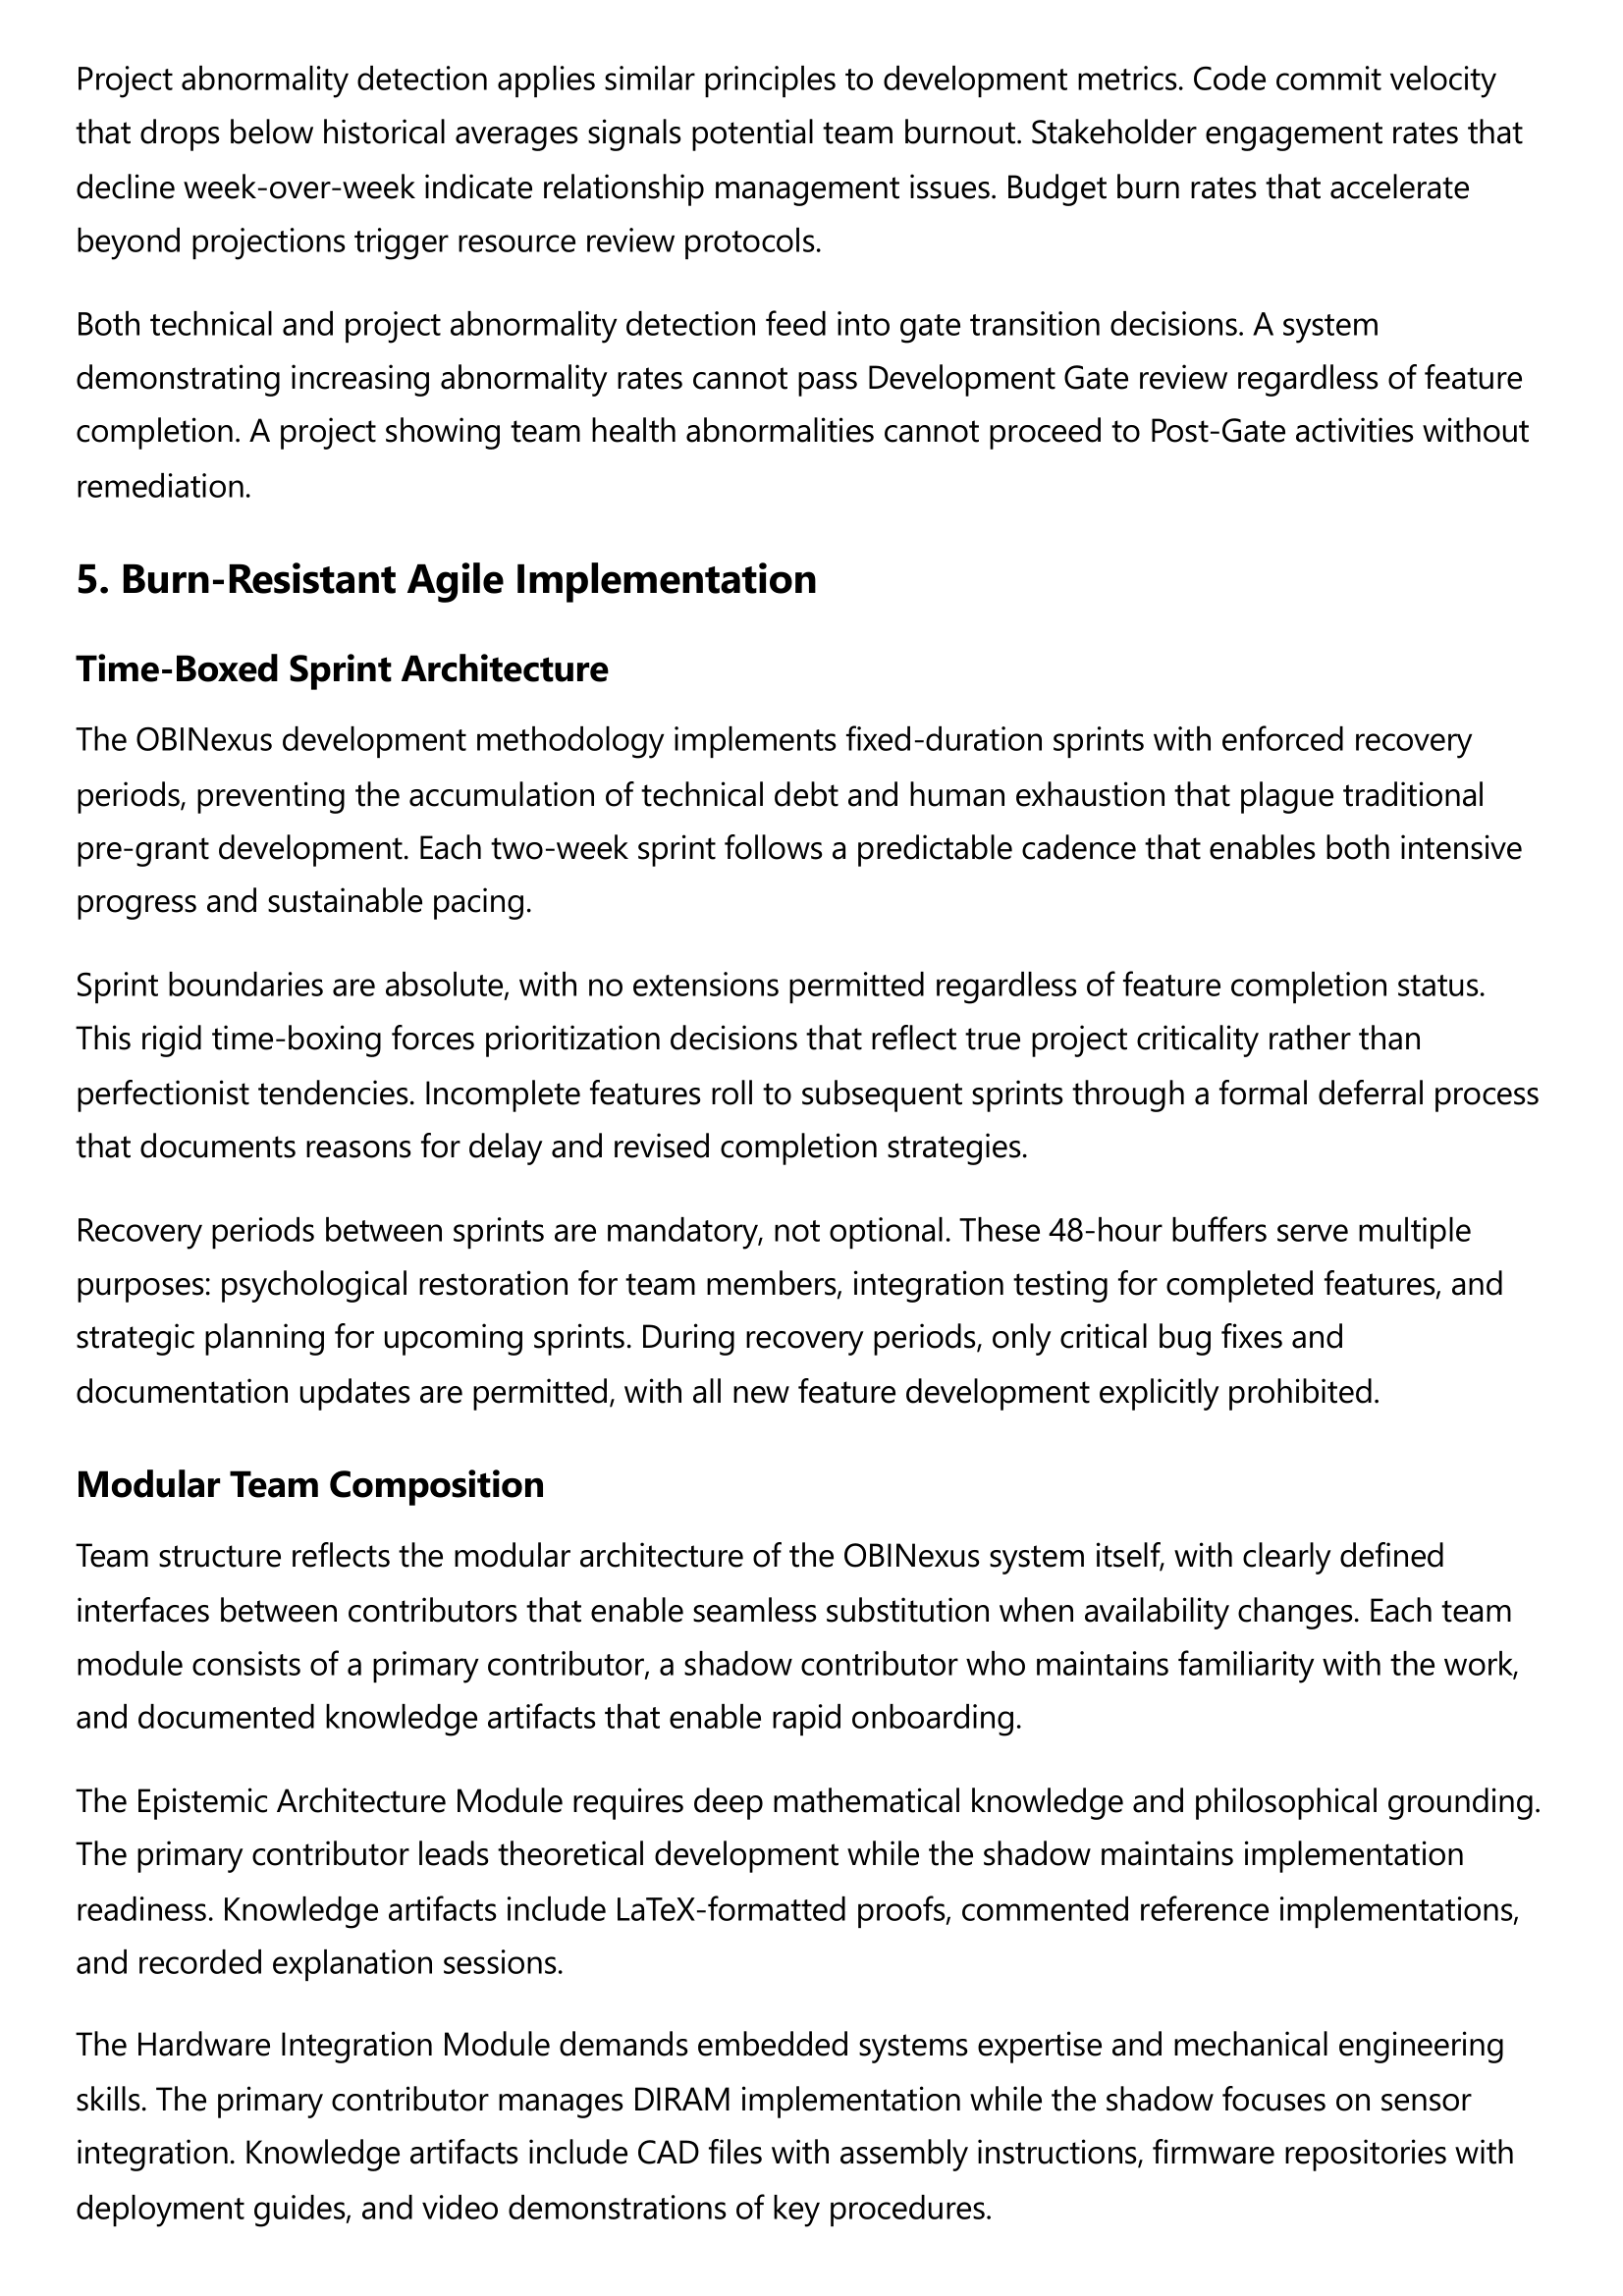 Project abnormality detection applies similar principles to development metrics. Code commit velocity
that drops below historical averages signals potential team burnout. Stakeholder engagement rates that
decline week-over-week indicate relationship management issues. Budget burn rates that accelerate
beyond projections trigger resource review protocols.
Both technical and project abnormality detection feed into gate transition decisions. A system
demonstrating increasing abnormality rates cannot pass Development Gate review regardless of feature
completion. A project showing team health abnormalities cannot proceed to Post-Gate activities without
remediation.
5. Burn-Resistant Agile Implementation
Time-Boxed Sprint Architecture
The OBINexus development methodology implements fixed-duration sprints with enforced recovery
periods, preventing the accumulation of technical debt and human exhaustion that plague traditional
pre-grant development. Each two-week sprint follows a predictable cadence that enables both intensive
progress and sustainable pacing.
Sprint boundaries are absolute, with no extensions permitted regardless of feature completion status.
This rigid time-boxing forces prioritization decisions that reflect true project criticality rather than
perfectionist tendencies. Incomplete features roll to subsequent sprints through a formal deferral process
that documents reasons for delay and revised completion strategies.
Recovery periods between sprints are mandatory, not optional. These 48-hour buffers serve multiple
purposes: psychological restoration for team members, integration testing for completed features, and
strategic planning for upcoming sprints. During recovery periods, only critical bug fixes and
documentation updates are permitted, with all new feature development explicitly prohibited.
Modular Team Composition
Team structure reflects the modular architecture of the OBINexus system itself, with clearly defined
interfaces between contributors that enable seamless substitution when availability changes. Each team
module consists of a primary contributor, a shadow contributor who maintains familiarity with the work,
and documented knowledge artifacts that enable rapid onboarding.
The Epistemic Architecture Module requires deep mathematical knowledge and philosophical grounding.
The primary contributor leads theoretical development while the shadow maintains implementation
readiness. Knowledge artifacts include LaTeX-formatted proofs, commented reference implementations,
and recorded explanation sessions.
The Hardware Integration Module demands embedded systems expertise and mechanical engineering
skills. The primary contributor manages DIRAM implementation while the shadow focuses on sensor
integration. Knowledge artifacts include CAD files with assembly instructions, firmware repositories with
deployment guides, and video demonstrations of key procedures.